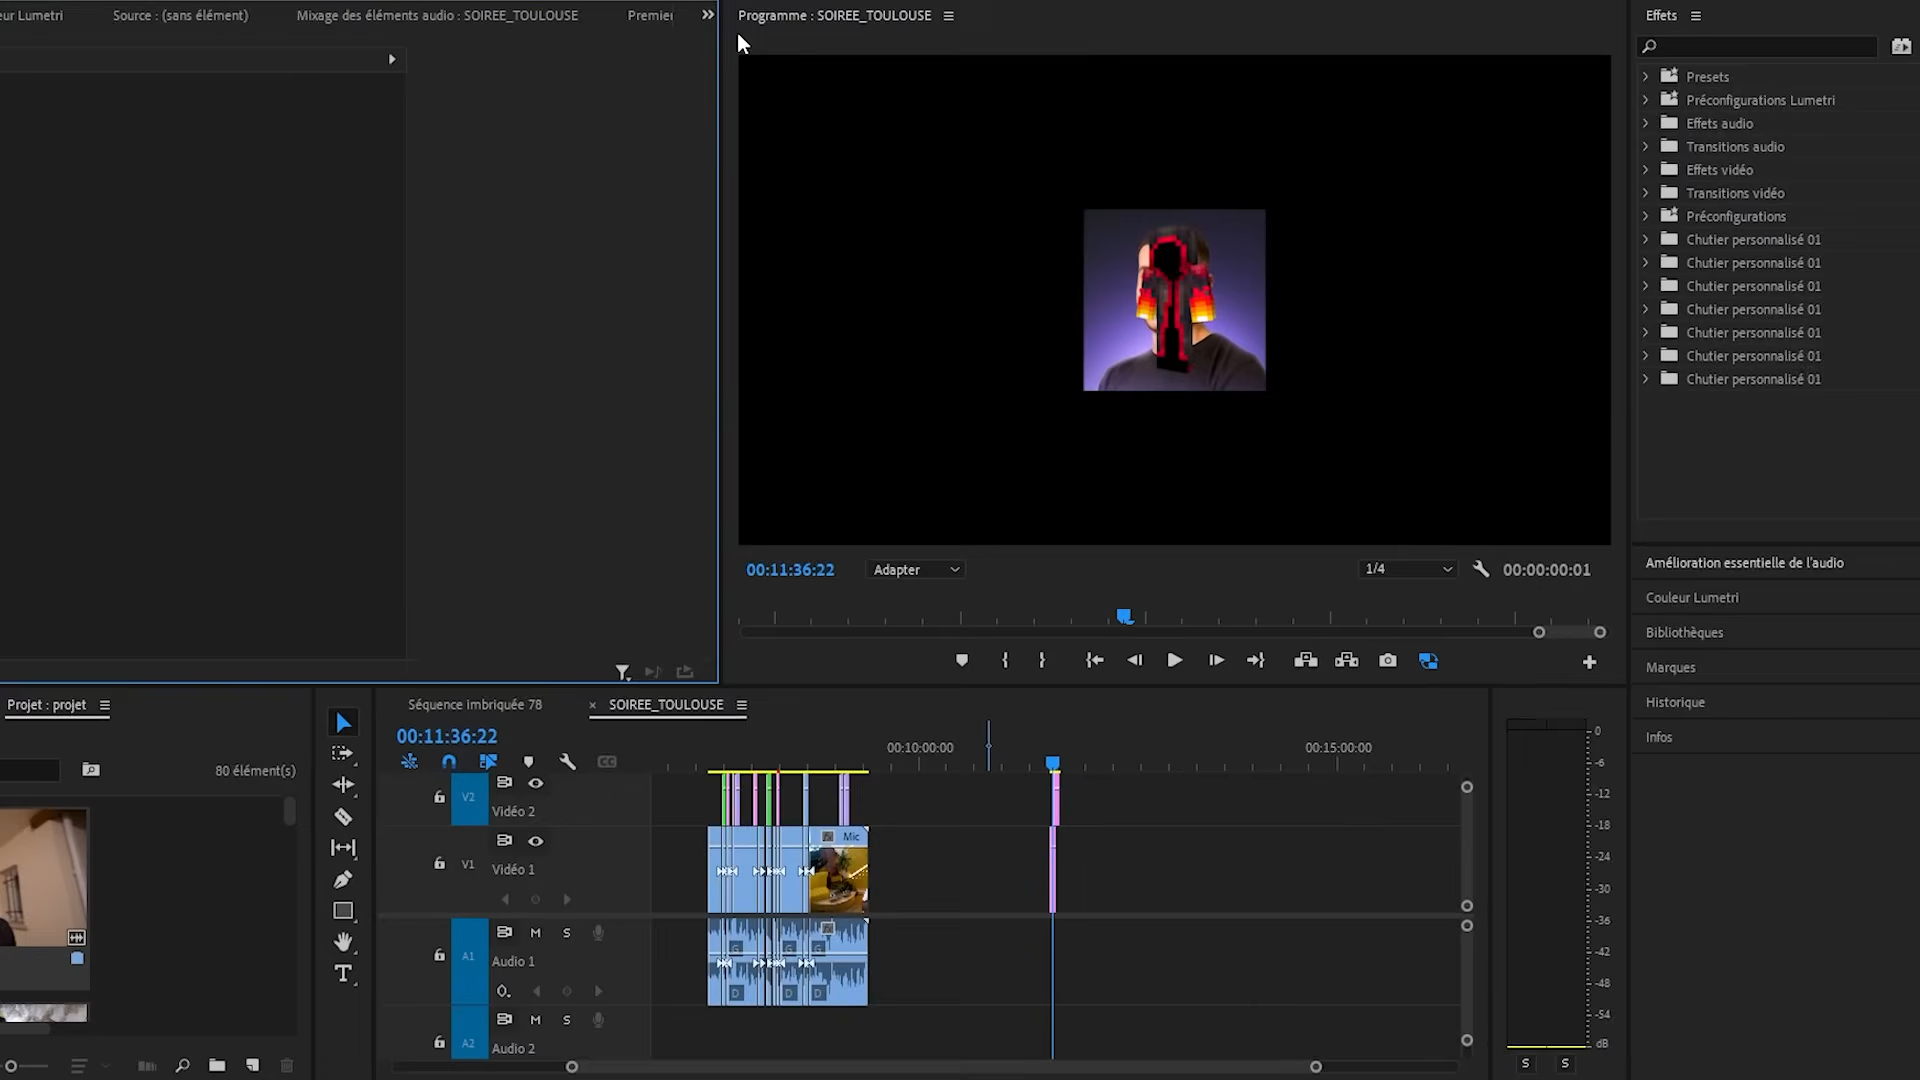 eur Lumetri
Source : (sans élément)
Mixage des éléments audio : SOIREE_TOULOUSE
Premier
Programme : SOIREE_TOULOUSE
Effets
Presets
Préconfigurations Lumetri
Effets audio
Transitions audio
Effets vidéo
Transitions vidéo
Préconfigurations
Chutier personnalisé 01
Chutier personnalisé 01
Chutier personnalisé 01
Chutier personnalisé 01
Chutier personnalisé 01
Chutier personnalisé 01
Chutier personnalisé 01
00:11:36:22
Adapter
1/4
00:00:00:01
Amélioration essentielle de l'audio
Couleur Lumetri
Bibliothèques
Marques
Historique
Infos
Projet : projet
80 élément(s)
Séquence imbriquée 78
× SOIREE_TOULOUSE
00:11:36:22
CC
00:10:00:00
00:15:00:00
V2
Vidéo 2
V1
Vidéo 1
fx Mic
A1
M S
Audio 1
fx
G G G
D D D
A2
M S
Audio 2
T
0
-6
-12
-18
-24
-30
-36
-42
-48
-54
dB
S S